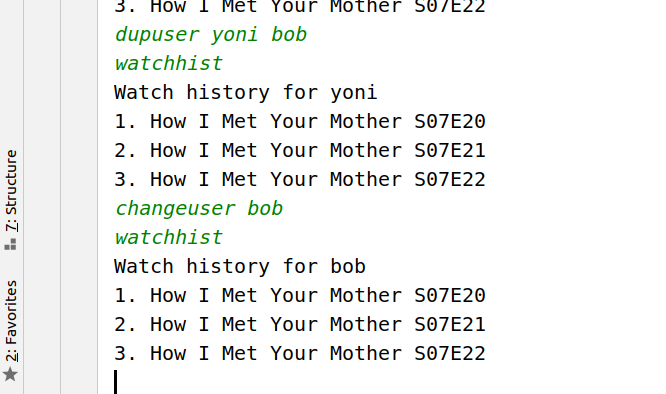 3. How I Met Your Mother S07E22
dupuser yoni bob
watchhist
Watch history for yoni
1. How I Met Your Mother S07E20
2. How I Met Your Mother S07E21
3. How I Met Your Mother S07E22
changeuser bob
watchhist
Watch history for bob
1. How I Met Your Mother S07E20
2. How I Met Your Mother S07E21
3. How I Met Your Mother S07E22
7: Structure
2: Favorites